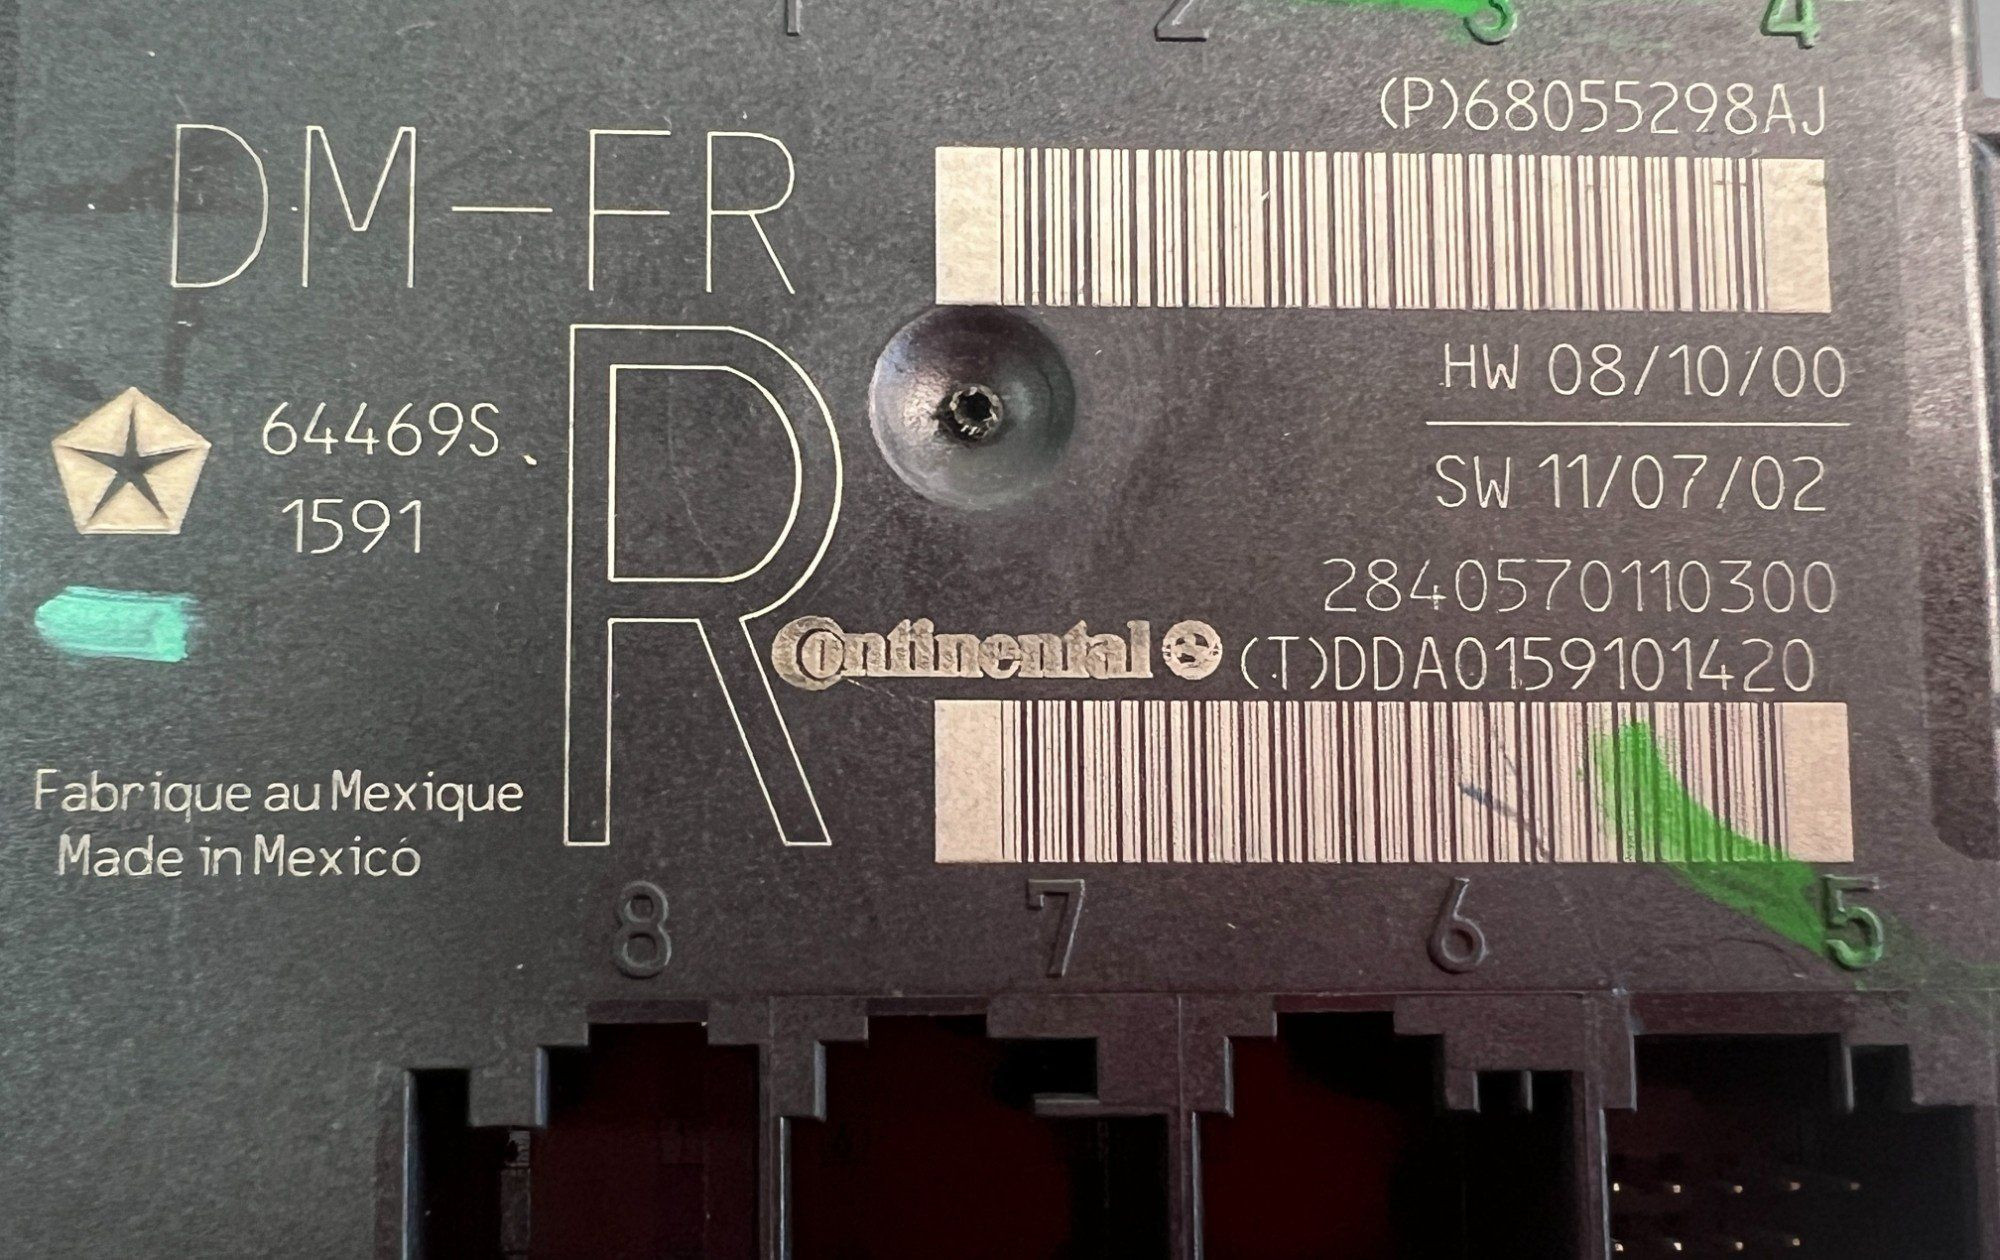 1 2 3 4
(P)68055298AJ
DM-FR
HW 08/10/00
64469S
R
SW 11/07/02
1591
2840570110300
Continental (T)DDA0159101420
Fabrique au Mexique
Made in Mexico
8 7 6 5